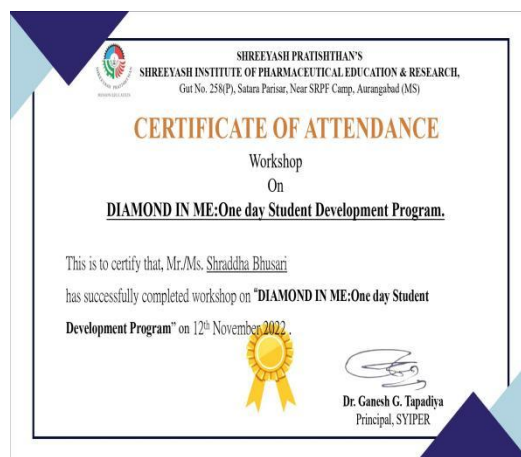 SHREEYASH PRATISHTHAN'S
SHREEYASH INSTITUTE OF PHARMACEUTICAL EDUCATION & RESEARCH,
Gut No. 258(P), Satara Parisar, Near SRPF Camp, Aurangabad (MS)
CERTIFICATE OF ATTENDANCE
Workshop
On
DIAMOND IN ME:One day Student Development Program.
This is to certify that, Mr./Ms. Shraddha Bhusari
has successfully completed workshop on "DIAMOND IN ME:One day Student
Development Program" on 12th November 2022 .
Dr. Ganesh G. Tapadiya
Principal, SYIPER